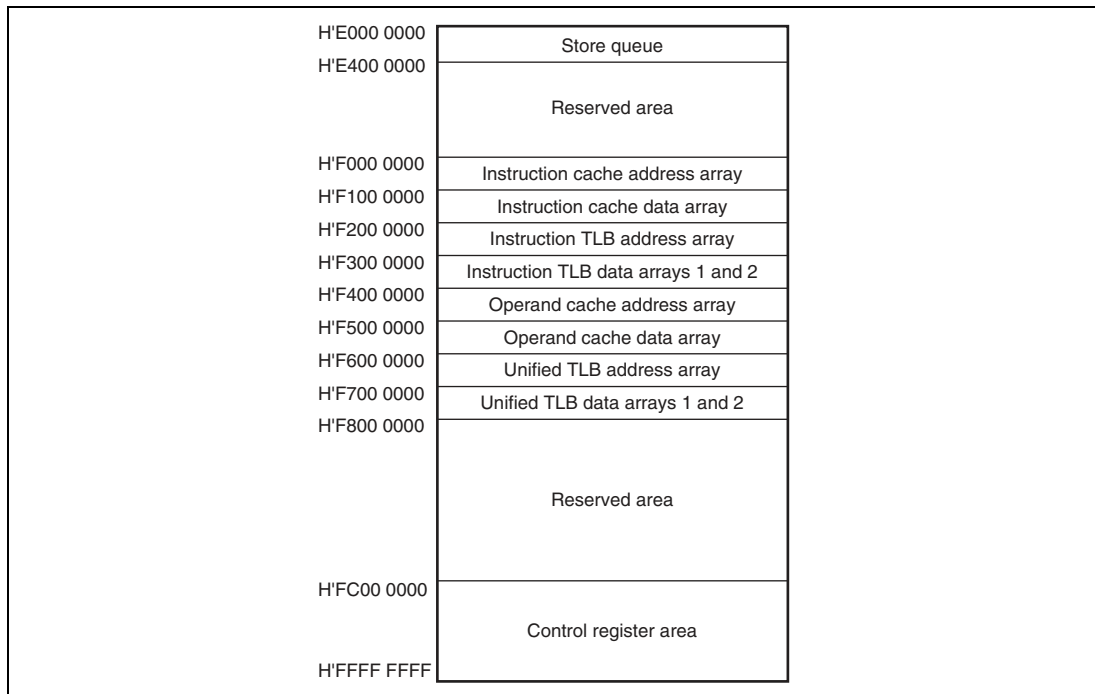 H'E000 0000
Store queue
H'E400 0000
Reserved area
H'F000 0000
Instruction cache address array
H'F100 0000
Instruction cache data array
H'F200 0000
Instruction TLB address array
H'F300 0000
Instruction TLB data arrays 1 and 2
H'F400 0000
Operand cache address array
H'F500 0000
Operand cache data array
H'F600 0000
Unified TLB address array
H'F700 0000
Unified TLB data arrays 1 and 2
H'F800 0000
Reserved area
H'FC00 0000
Control register area
H'FFFF FFFF